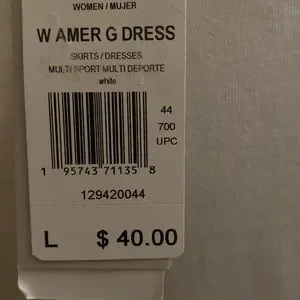 WOMEN / MUJER
W AMER G DRESS
SKIRTS / DRESSES
MULTI SPORT MULTI DEPORTE
white
44
700
UPC
1 95743 71135 8
129420044
L $ 40.00